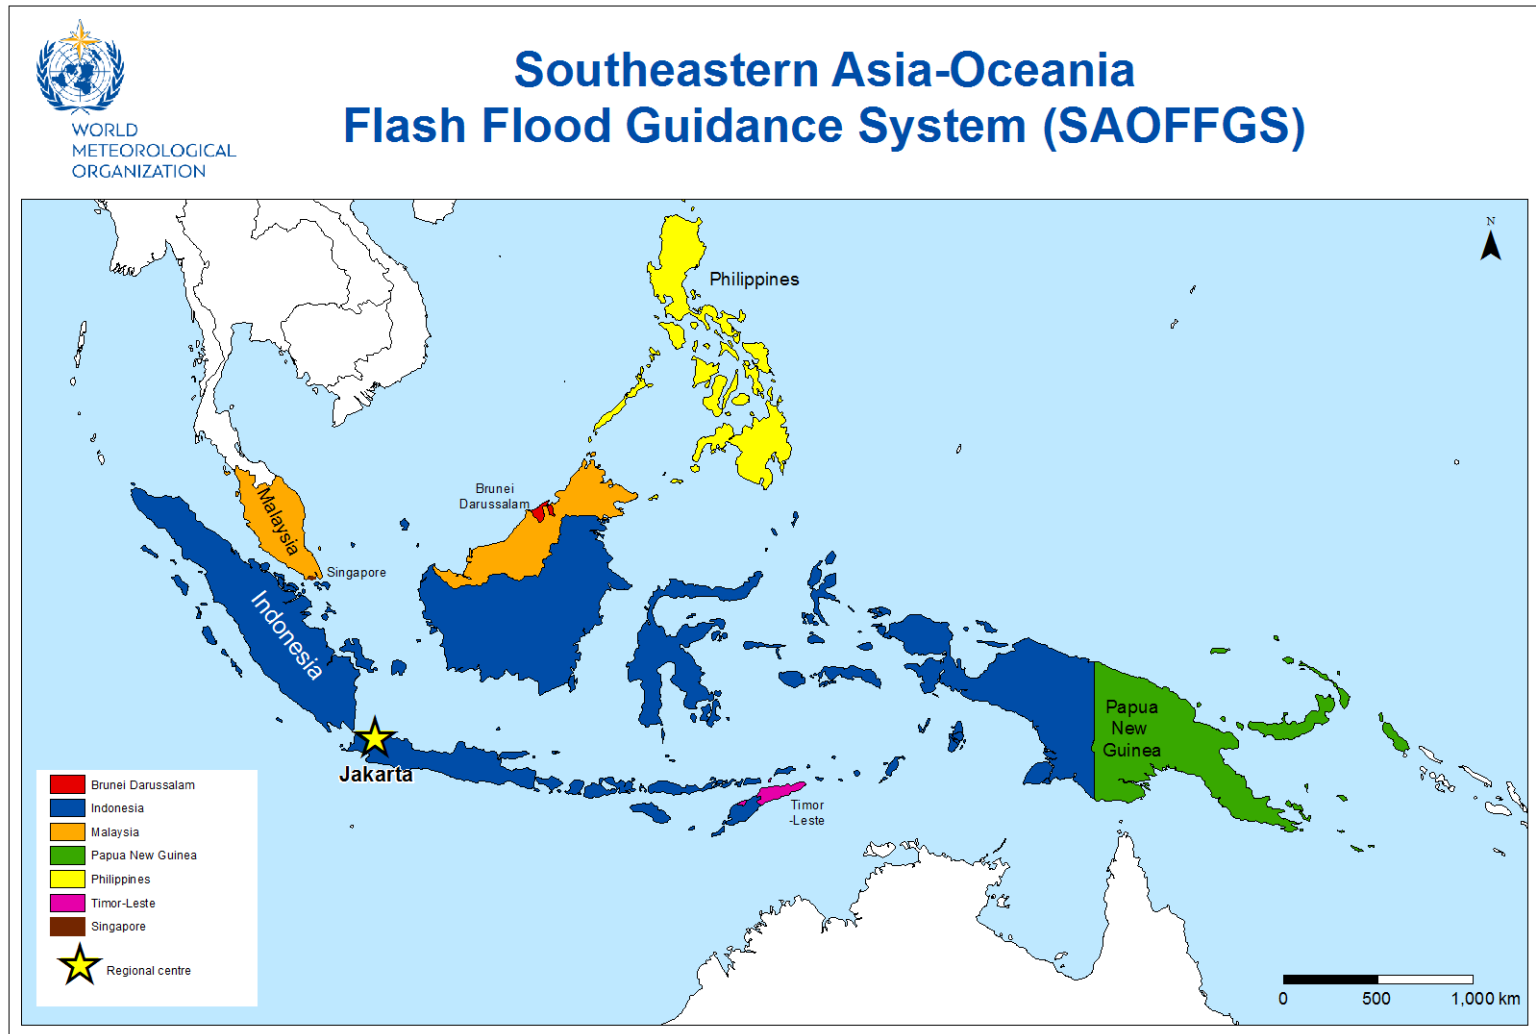 WORLD
METEOROLOGICAL
ORGANIZATION
Southeastern Asia-Oceania
Flash Flood Guidance System (SAOFFGS)
N
Philippines
Brunei
Darussalam
Malaysia
Singapore
Indonesia
Papua
New
Guinea
Jakarta
Timor
-Leste
Brunei Darussalam
Indonesia
Malaysia
Papua New Guinea
Philippines
Timor-Leste
Singapore
Regional centre
0 500 1,000 km